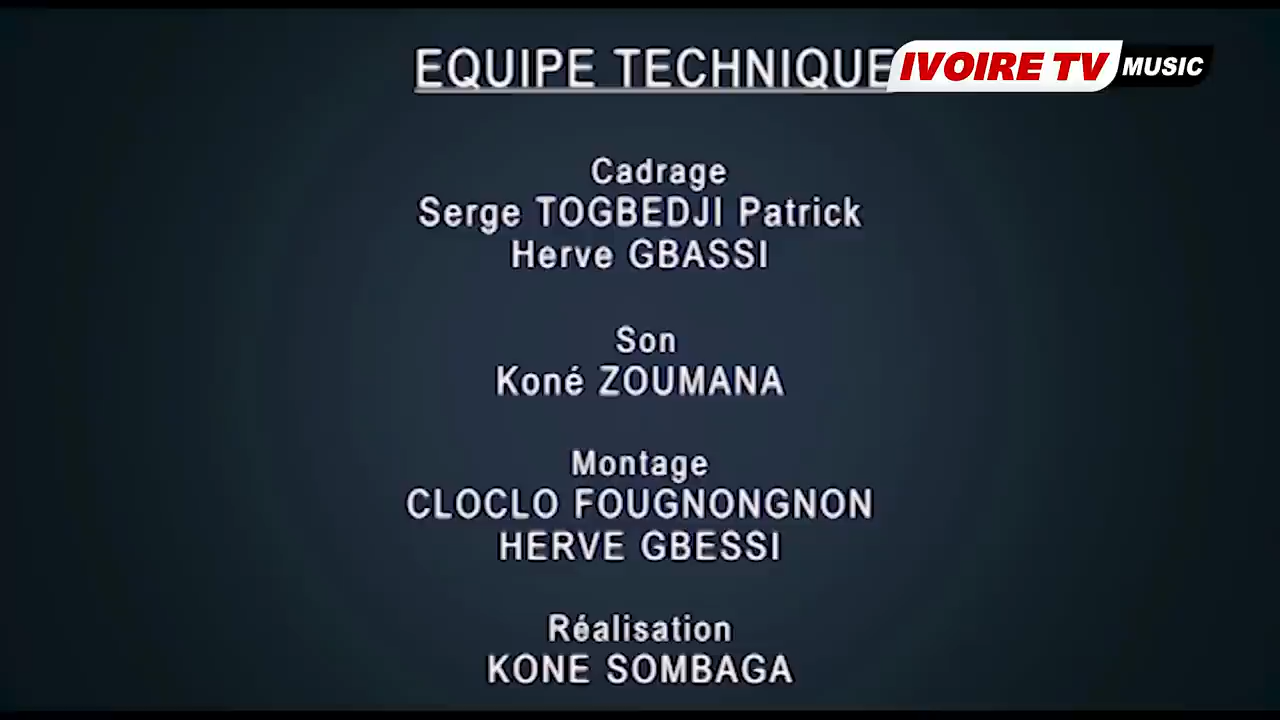 EQUIPE TECHNIQUE
IVOIRE TV MUSIC
Cadrage
Serge TOGBEDJI Patrick
Herve GBASSI
Son
Koné ZOUMANA
Montage
CLOCLO FOUGNONGNON
HERVE GBESSI
Réalisation
KONE SOMBAGA